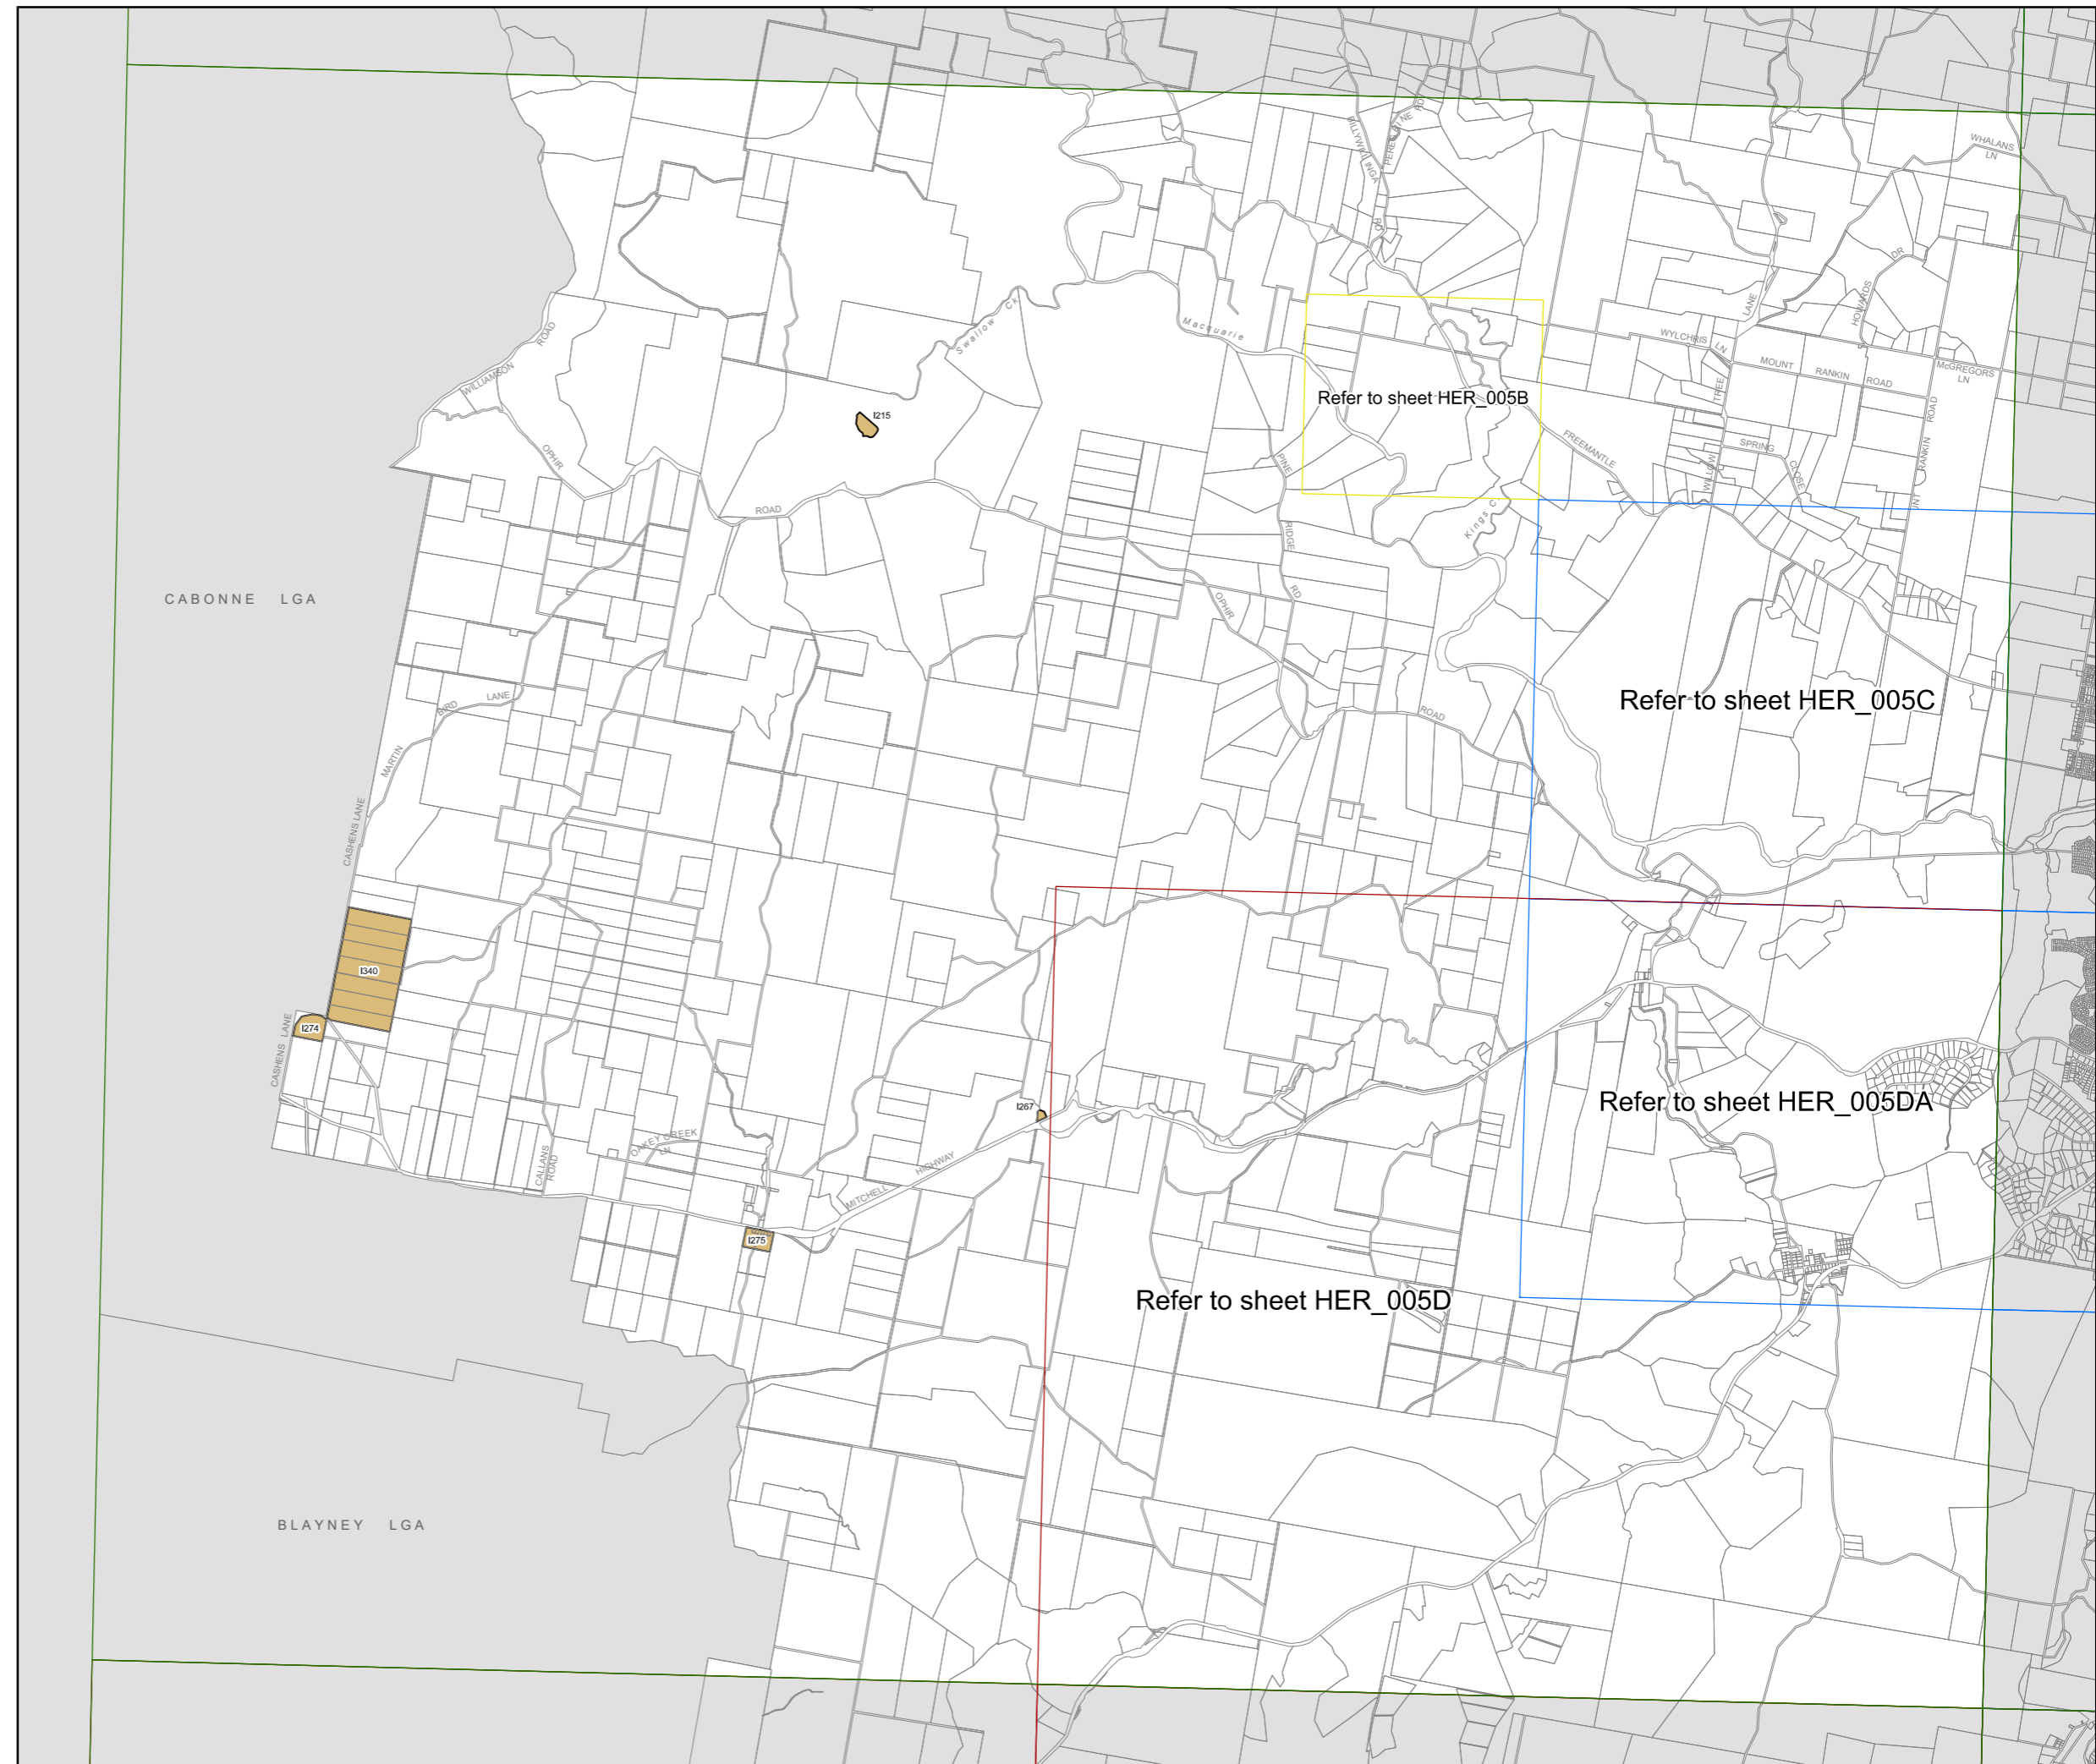 WHALANS
LN
BILLYWILLINGA
RD
DR
HOWARDS
LANE
Swallow Ck
Macquarie
WYLCHRIS LN
MOUNT RANKIN ROAD
McGREGORS
LN
ROAD
WILLIAMSON
TREE
Refer to sheet HER_005B
I215
ROAD
RANKIN
FREEMANTLE
SPRING
CLOSE
WILLOW
OPHIR
PINE
RIDGE
RD
ROAD
Kings C
CABONNE LGA
OPHIR
Refer to sheet HER_005C
BIRD LANE
ROAD
MARTIN
CASHENS LANE
I340
I274
CASHENS LANE
Refer to sheet HER_005DA
I267
OAKEY CREEK
LN
CALLANS
ROAD
MITCHELL HIGHWAY
I275
Refer to sheet HER_005D
BLAYNEY LGA